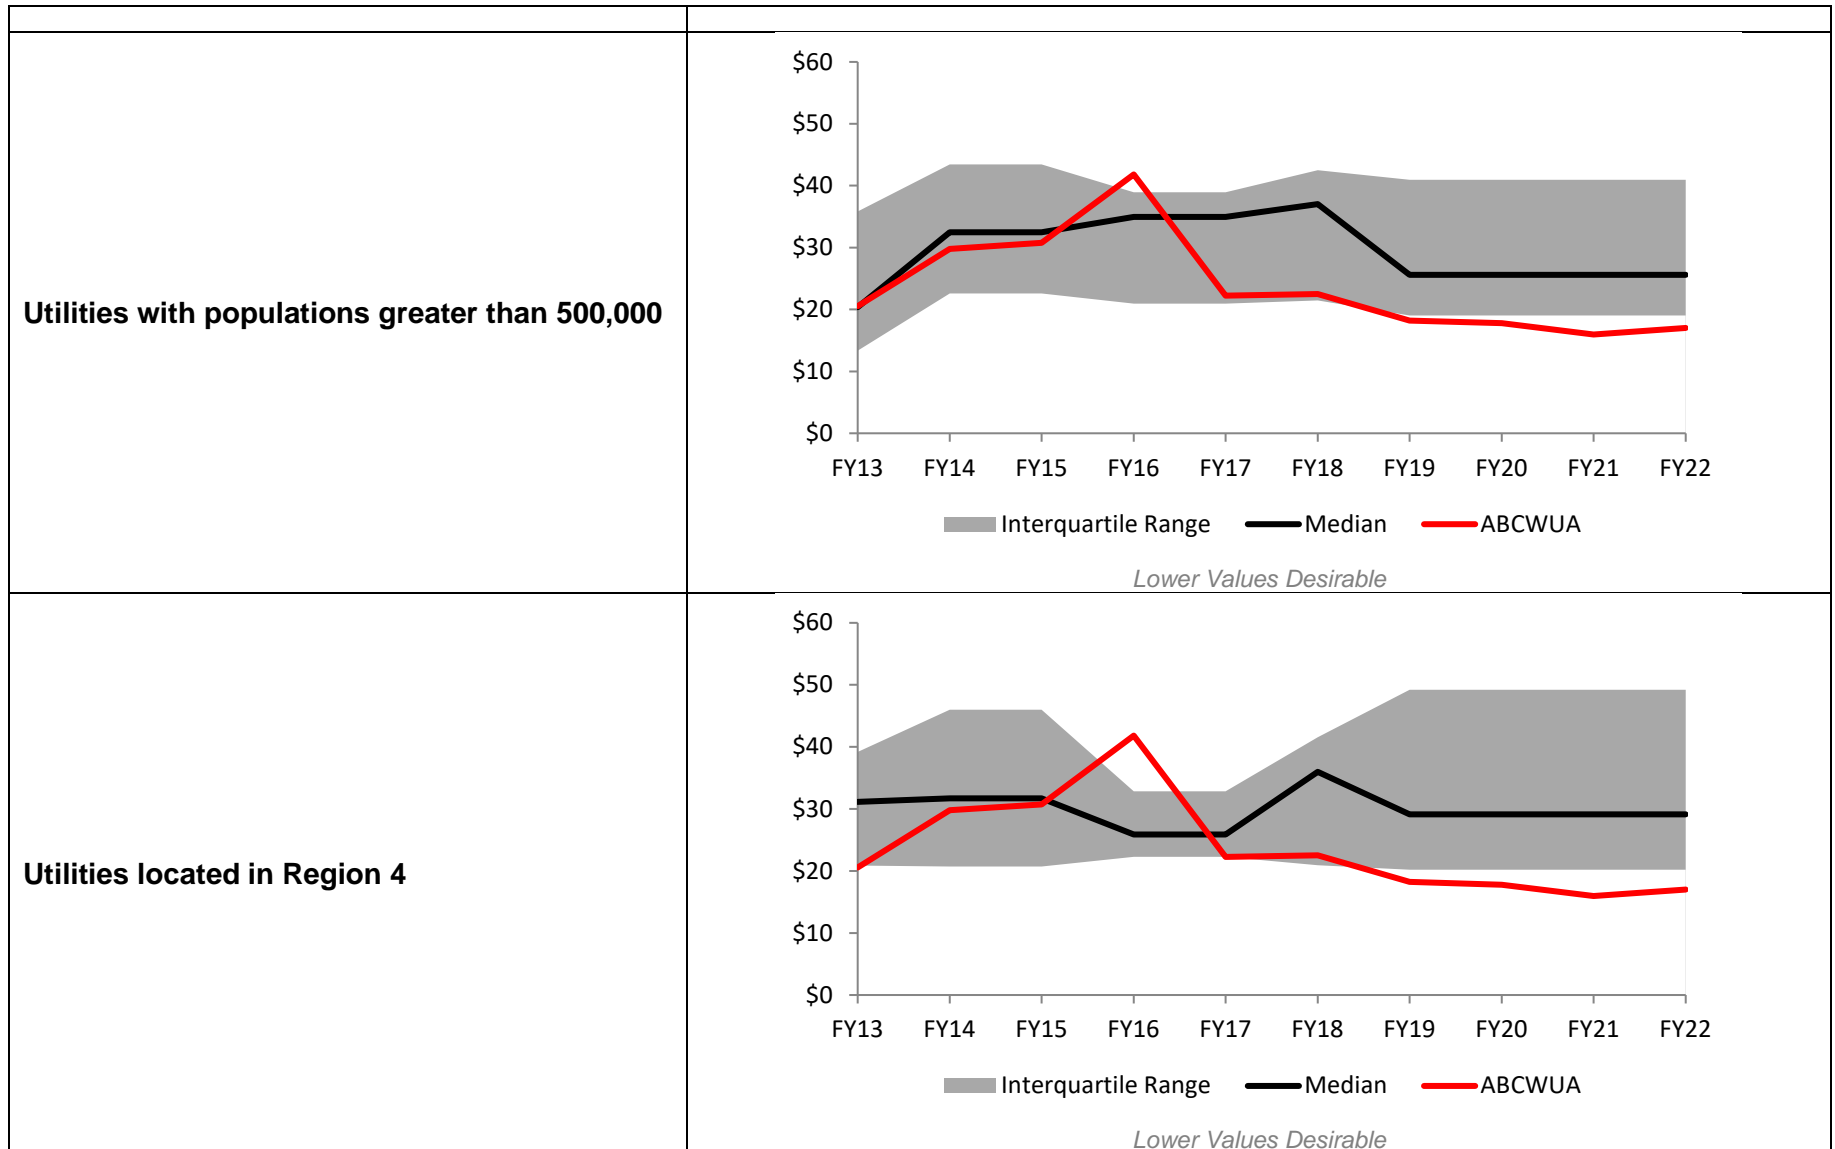 Utilities with populations greater than 500,000
$60
$50
$40
$30
$20
$10
$0
FY13 FY14 FY15 FY16 FY17 FY18 FY19 FY20 FY21 FY22
Interquartile Range Median ABCWUA
Lower Values Desirable
Utilities located in Region 4
$60
$50
$40
$30
$20
$10
$0
FY13 FY14 FY15 FY16 FY17 FY18 FY19 FY20 FY21 FY22
Interquartile Range Median ABCWUA
Lower Values Desirable